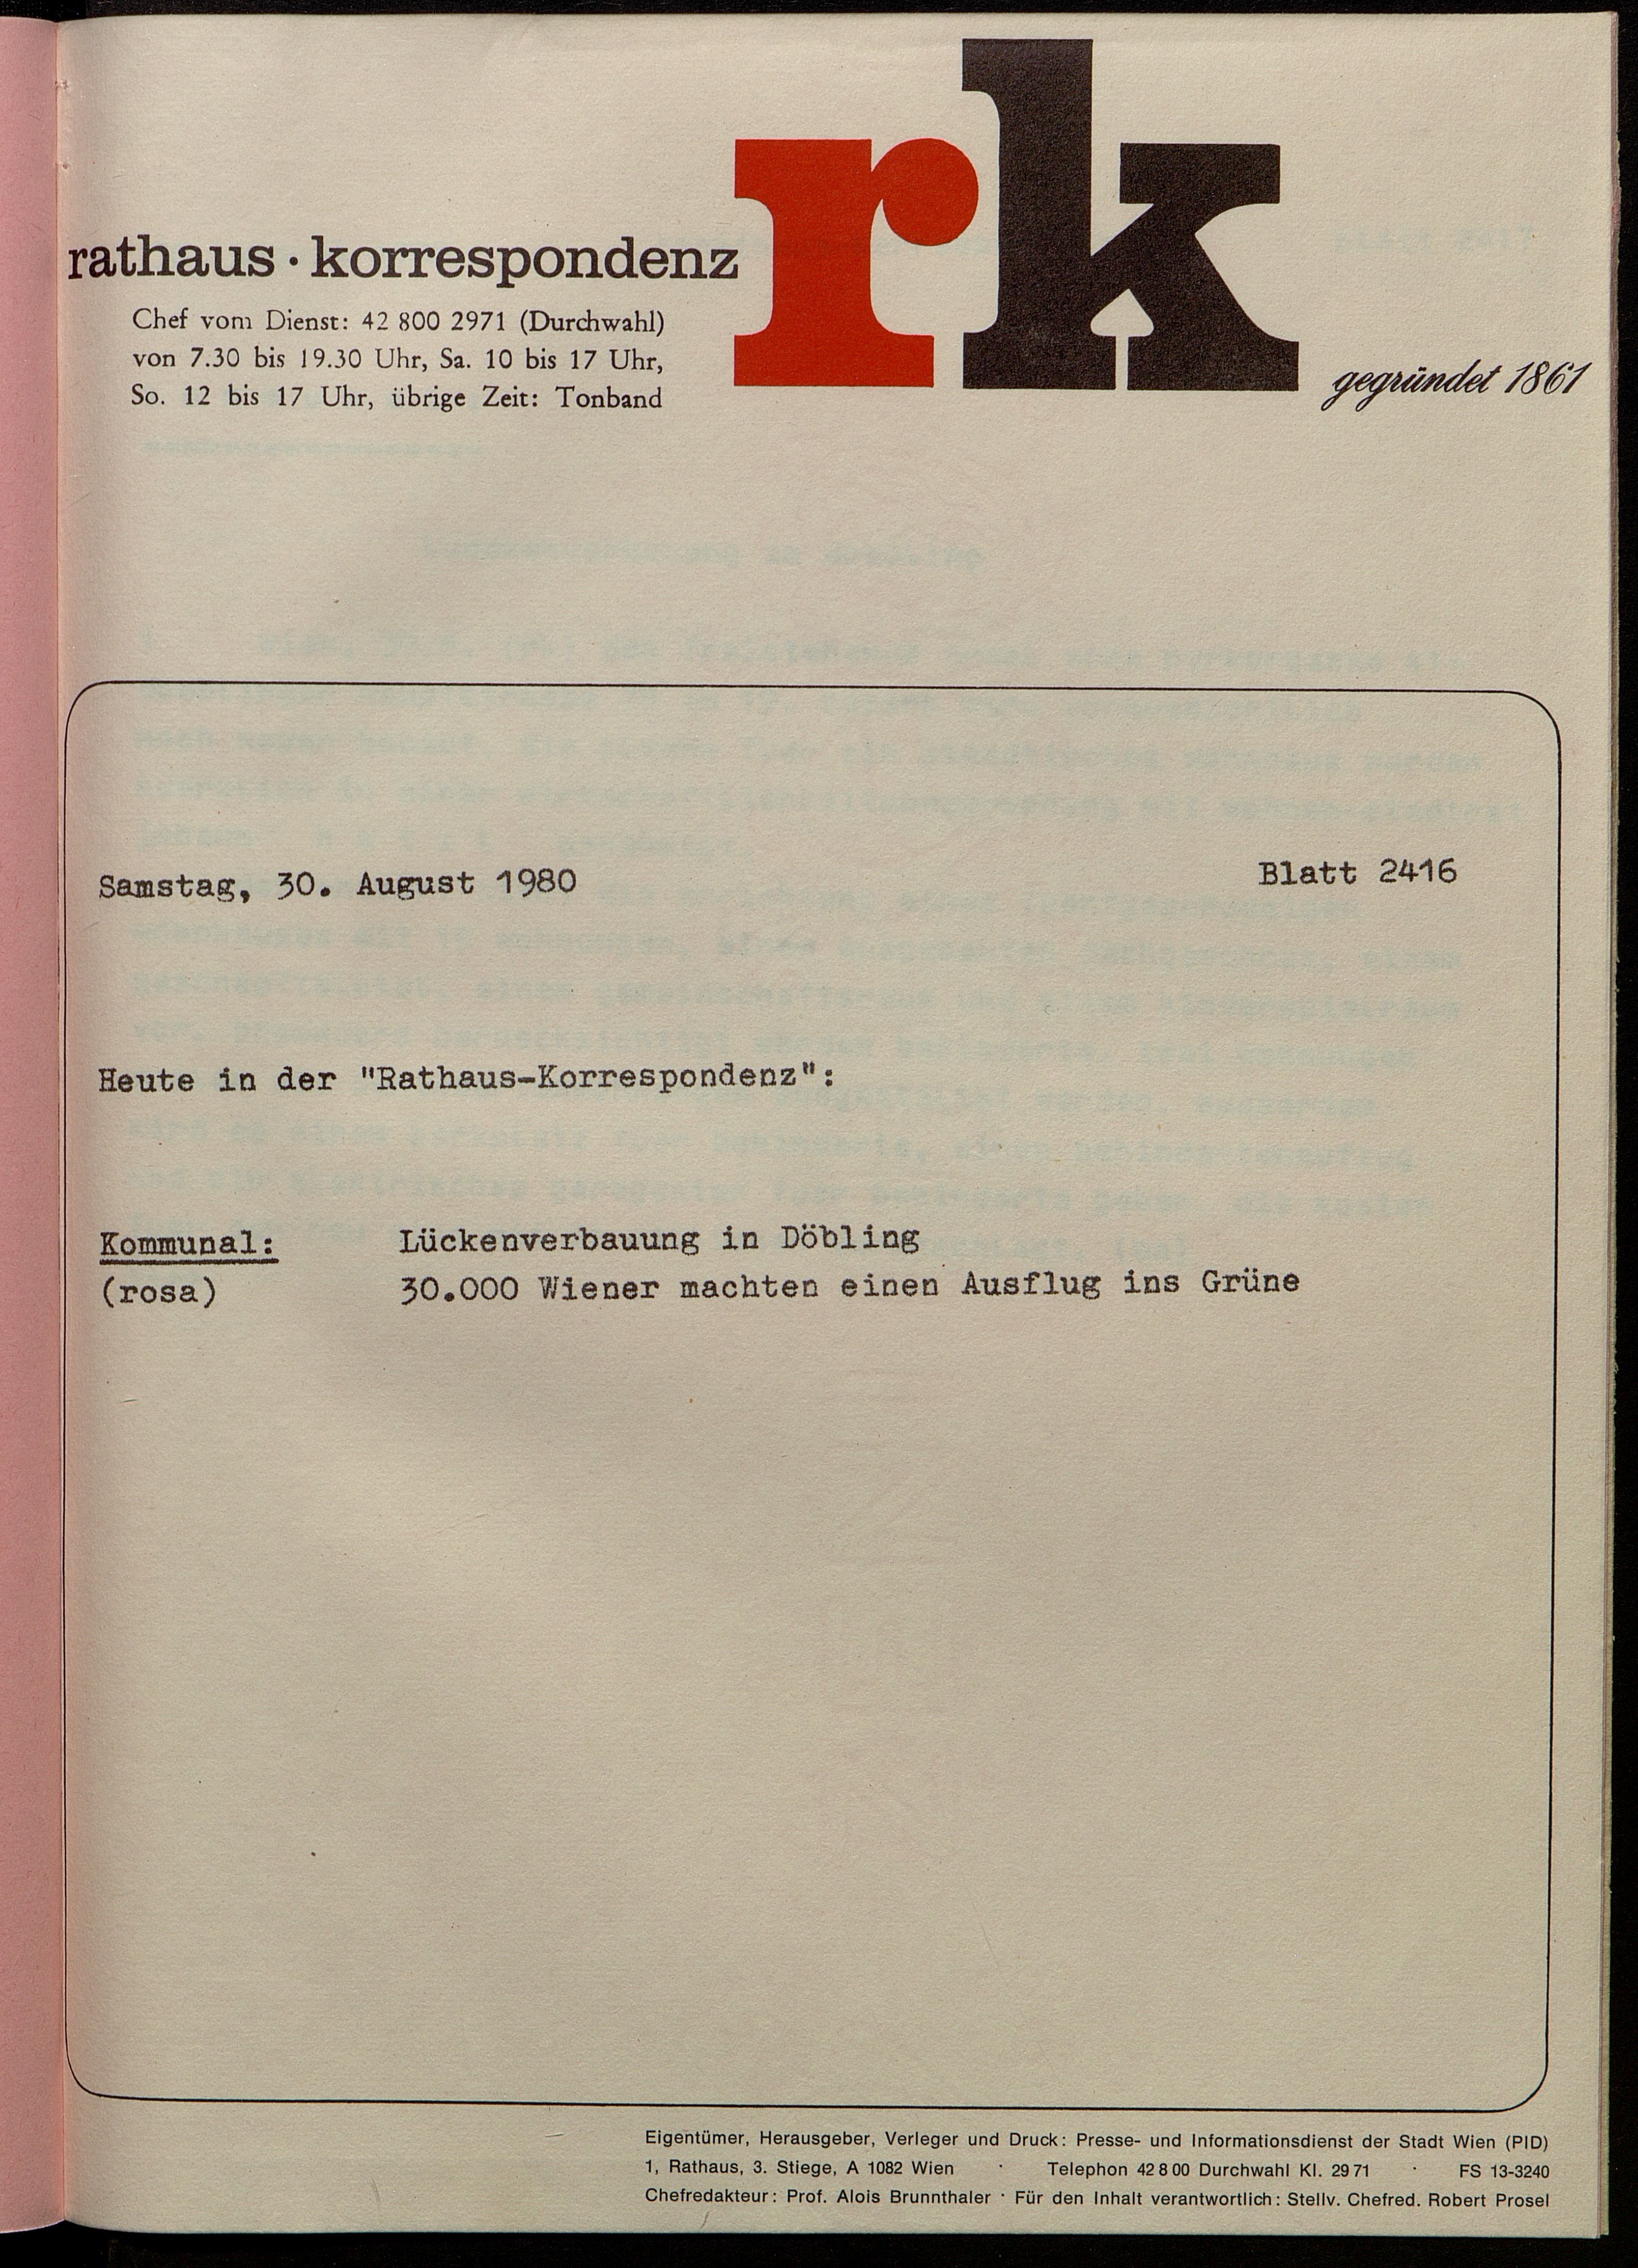 rk
rathaus · korrespondenz
Chef vom Dienst: 42 800 2971 (Durchwahl)
von 7.30 bis 19.30 Uhr, Sa. 10 bis 17 Uhr,
So. 12 bis 17 Uhr, übrige Zeit: Tonband
gegründet 1861
Samstag, 30. August 1980 Blatt 2416
Heute in der "Rathaus-Korrespondenz":
Kommunal: Lückenverbauung in Döbling
(rosa) 30.000 Wiener machten einen Ausflug ins Grüne
Eigentümer, Herausgeber, Verleger und Druck: Presse- und Informationsdienst der Stadt Wien (PID)
1, Rathaus, 3. Stiege, A 1082 Wien · Telephon 42 8 00 Durchwahl Kl. 29 71 · FS 13-3240
Chefredakteur: Prof. Alois Brunnthaler · Für den Inhalt verantwortlich: Stellv. Chefred. Robert Prosel